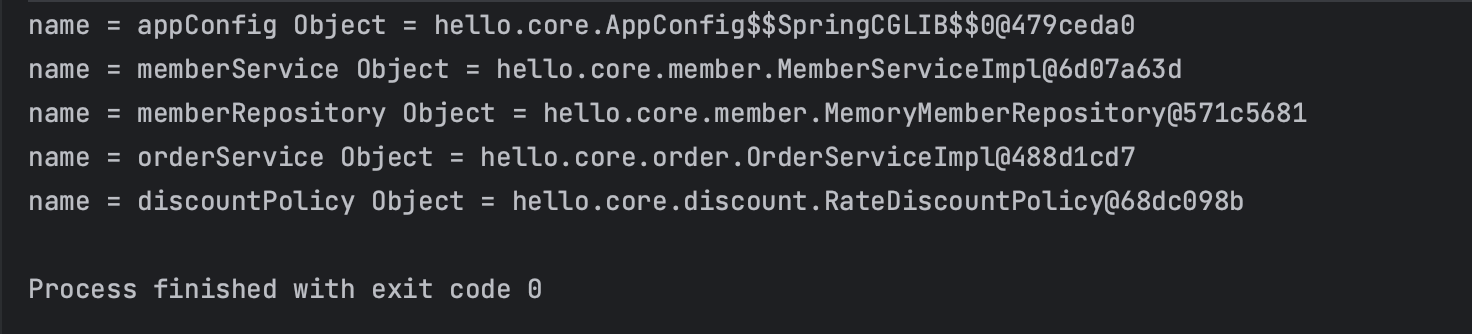 name = appConfig Object = hello.core.AppConfig$$SpringCGLIB$$0@479ceda0
name = memberService Object = hello.core.member.MemberServiceImpl@6d07a63d
name = memberRepository Object = hello.core.member.MemoryMemberRepository@571c5681
name = orderService Object = hello.core.order.OrderServiceImpl@488d1cd7
name = discountPolicy Object = hello.core.discount.RateDiscountPolicy@68dc098b
Process finished with exit code 0